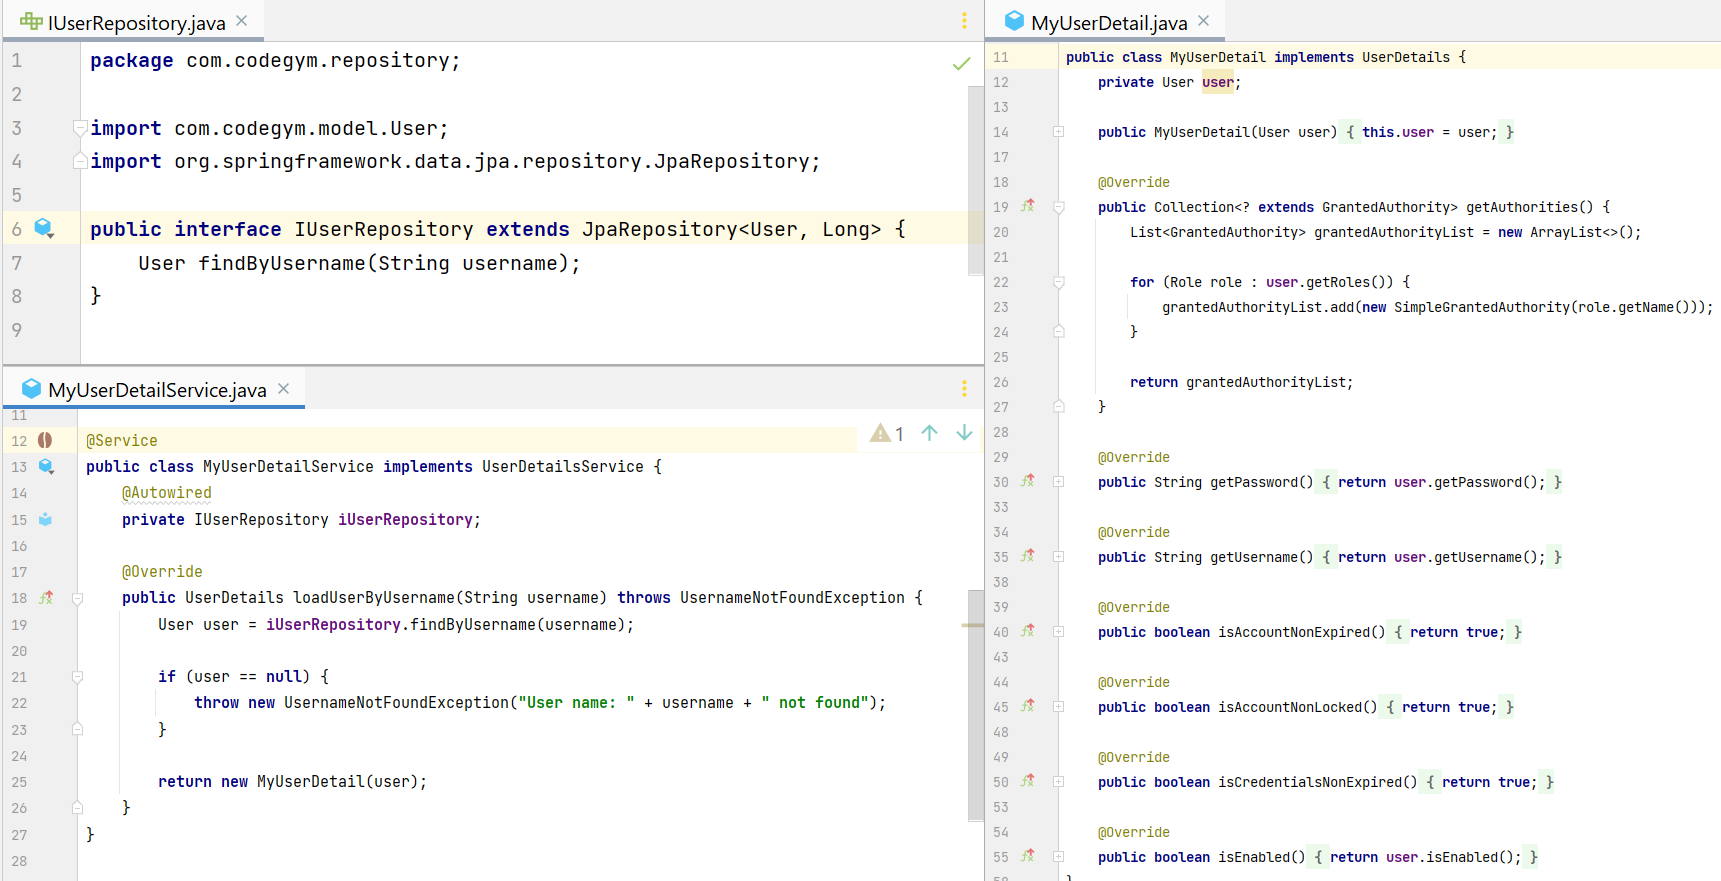 IUserRepository.java
1 package com.codegym.repository;
2
3 import com.codegym.model.User;
4 import org.springframework.data.jpa.repository.JpaRepository;
5
6 public interface IUserRepository extends JpaRepository<User, Long> {
7 User findByUsername(String username);
8 }
9
MyUserDetailService.java
11
12 @Service
1
13 public class MyUserDetailService implements UserDetailsService {
14 @Autowired
15 private IUserRepository iUserRepository;
16
17 @Override
18 public UserDetails loadUserByUsername(String username) throws UsernameNotFoundException {
19 User user = iUserRepository.findByUsername(username);
20
21 if (user == null) {
22 throw new UsernameNotFoundException("User name: " + username + " not found");
23 }
24
25 return new MyUserDetail(user);
26 }
27 }
28
MyUserDetail.java
11 public class MyUserDetail implements UserDetails {
12 private User user;
13
14 public MyUserDetail(User user) { this.user = user; }
17
18 @Override
19 public Collection<? extends GrantedAuthority> getAuthorities() {
20 List<GrantedAuthority> grantedAuthorityList = new ArrayList<>();
21
22 for (Role role : user.getRoles()) {
23 grantedAuthorityList.add(new SimpleGrantedAuthority(role.getName()));
24 }
25
26 return grantedAuthorityList;
27 }
28
29 @Override
30 public String getPassword() { return user.getPassword(); }
33
34 @Override
35 public String getUsername() { return user.getUsername(); }
38
39 @Override
40 public boolean isAccountNonExpired() { return true; }
43
44 @Override
45 public boolean isAccountNonLocked() { return true; }
48
49 @Override
50 public boolean isCredentialsNonExpired() { return true; }
53
54 @Override
55 public boolean isEnabled() { return user.isEnabled(); }